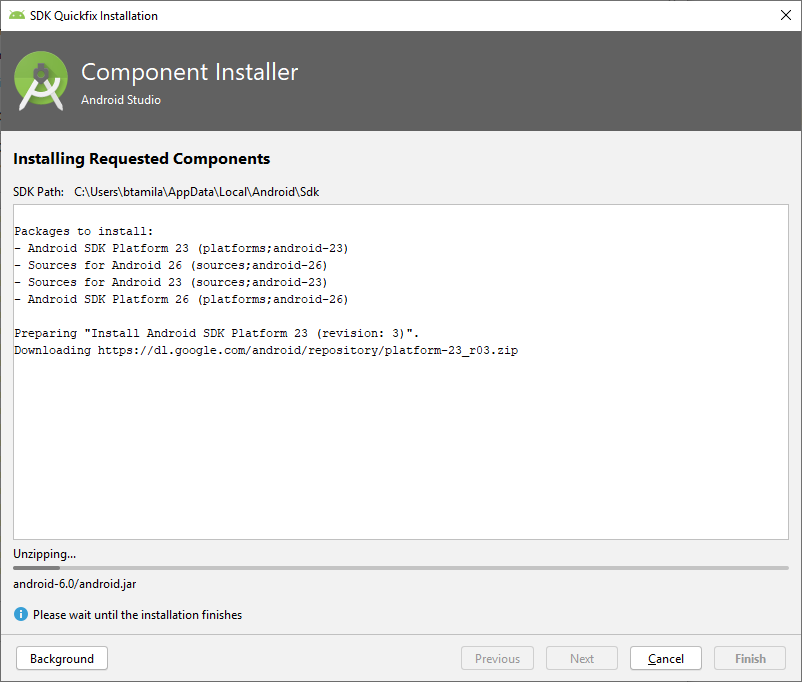 SDK Quickfix Installation
Component Installer
Android Studio
Installing Requested Components
SDK Path: C:\Users\btamila\AppData\Local\Android\Sdk
Packages to install:
- Android SDK Platform 23 (platforms;android-23)
- Sources for Android 26 (sources;android-26)
- Sources for Android 23 (sources;android-23)
- Android SDK Platform 26 (platforms;android-26)
Preparing "Install Android SDK Platform 23 (revision: 3)".
Downloading https://dl.google.com/android/repository/platform-23_r03.zip
Unzipping...
android-6.0/android.jar
Please wait until the installation finishes
Background Previous Next Cancel Finish